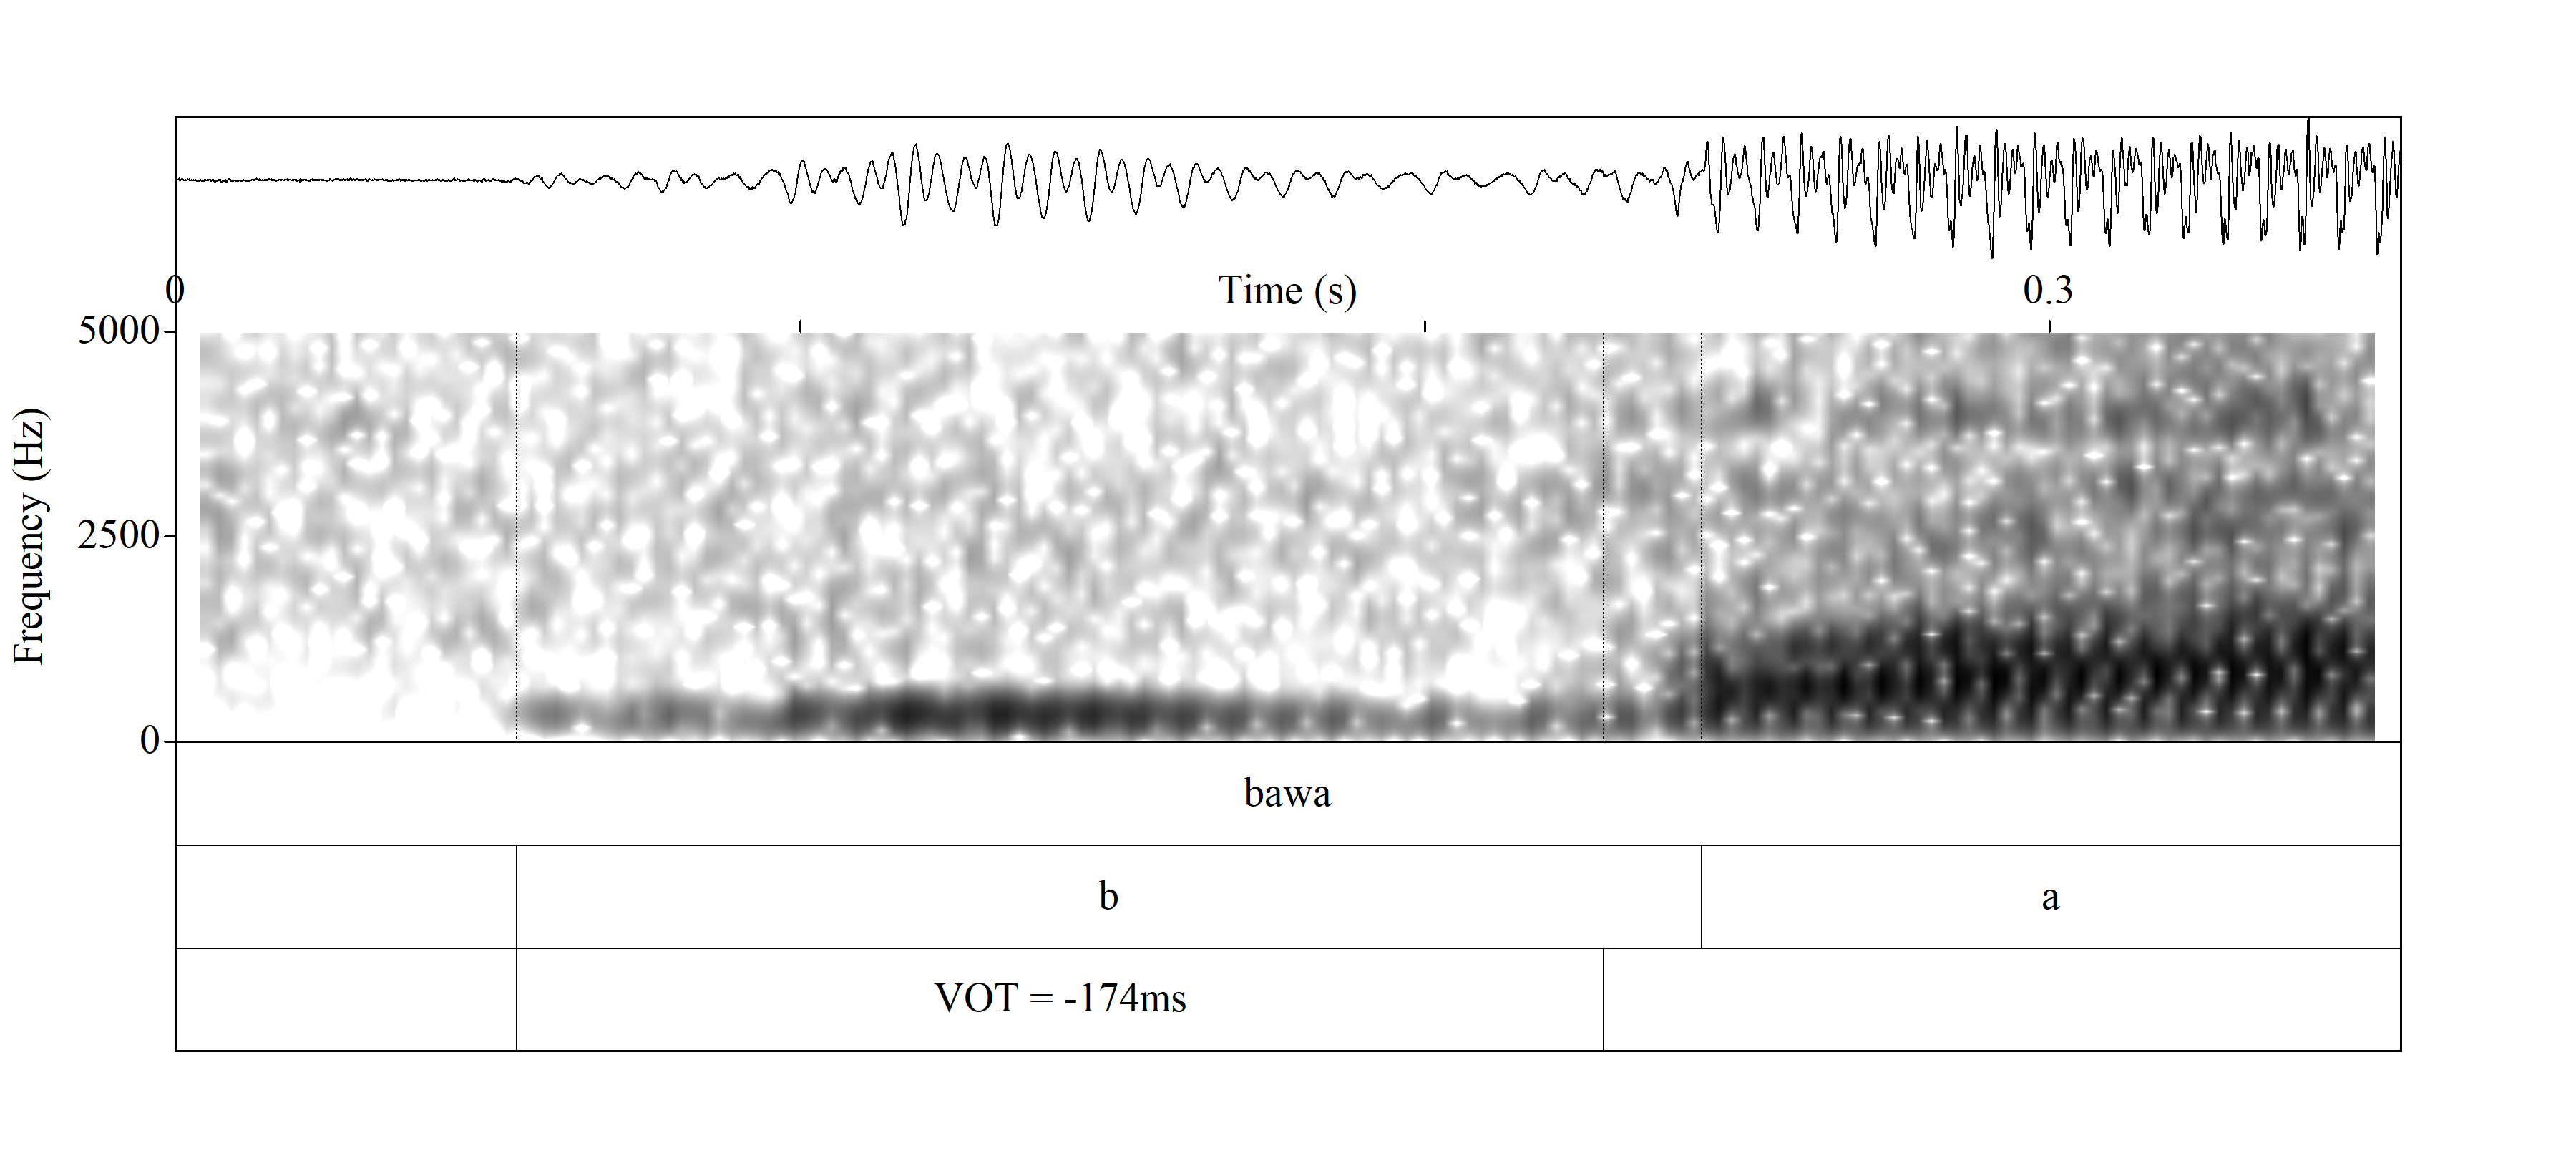 0
Time (s)
0.3
5000
2500
0
Frequency (Hz)
bawa
b
a
VOT = -174ms